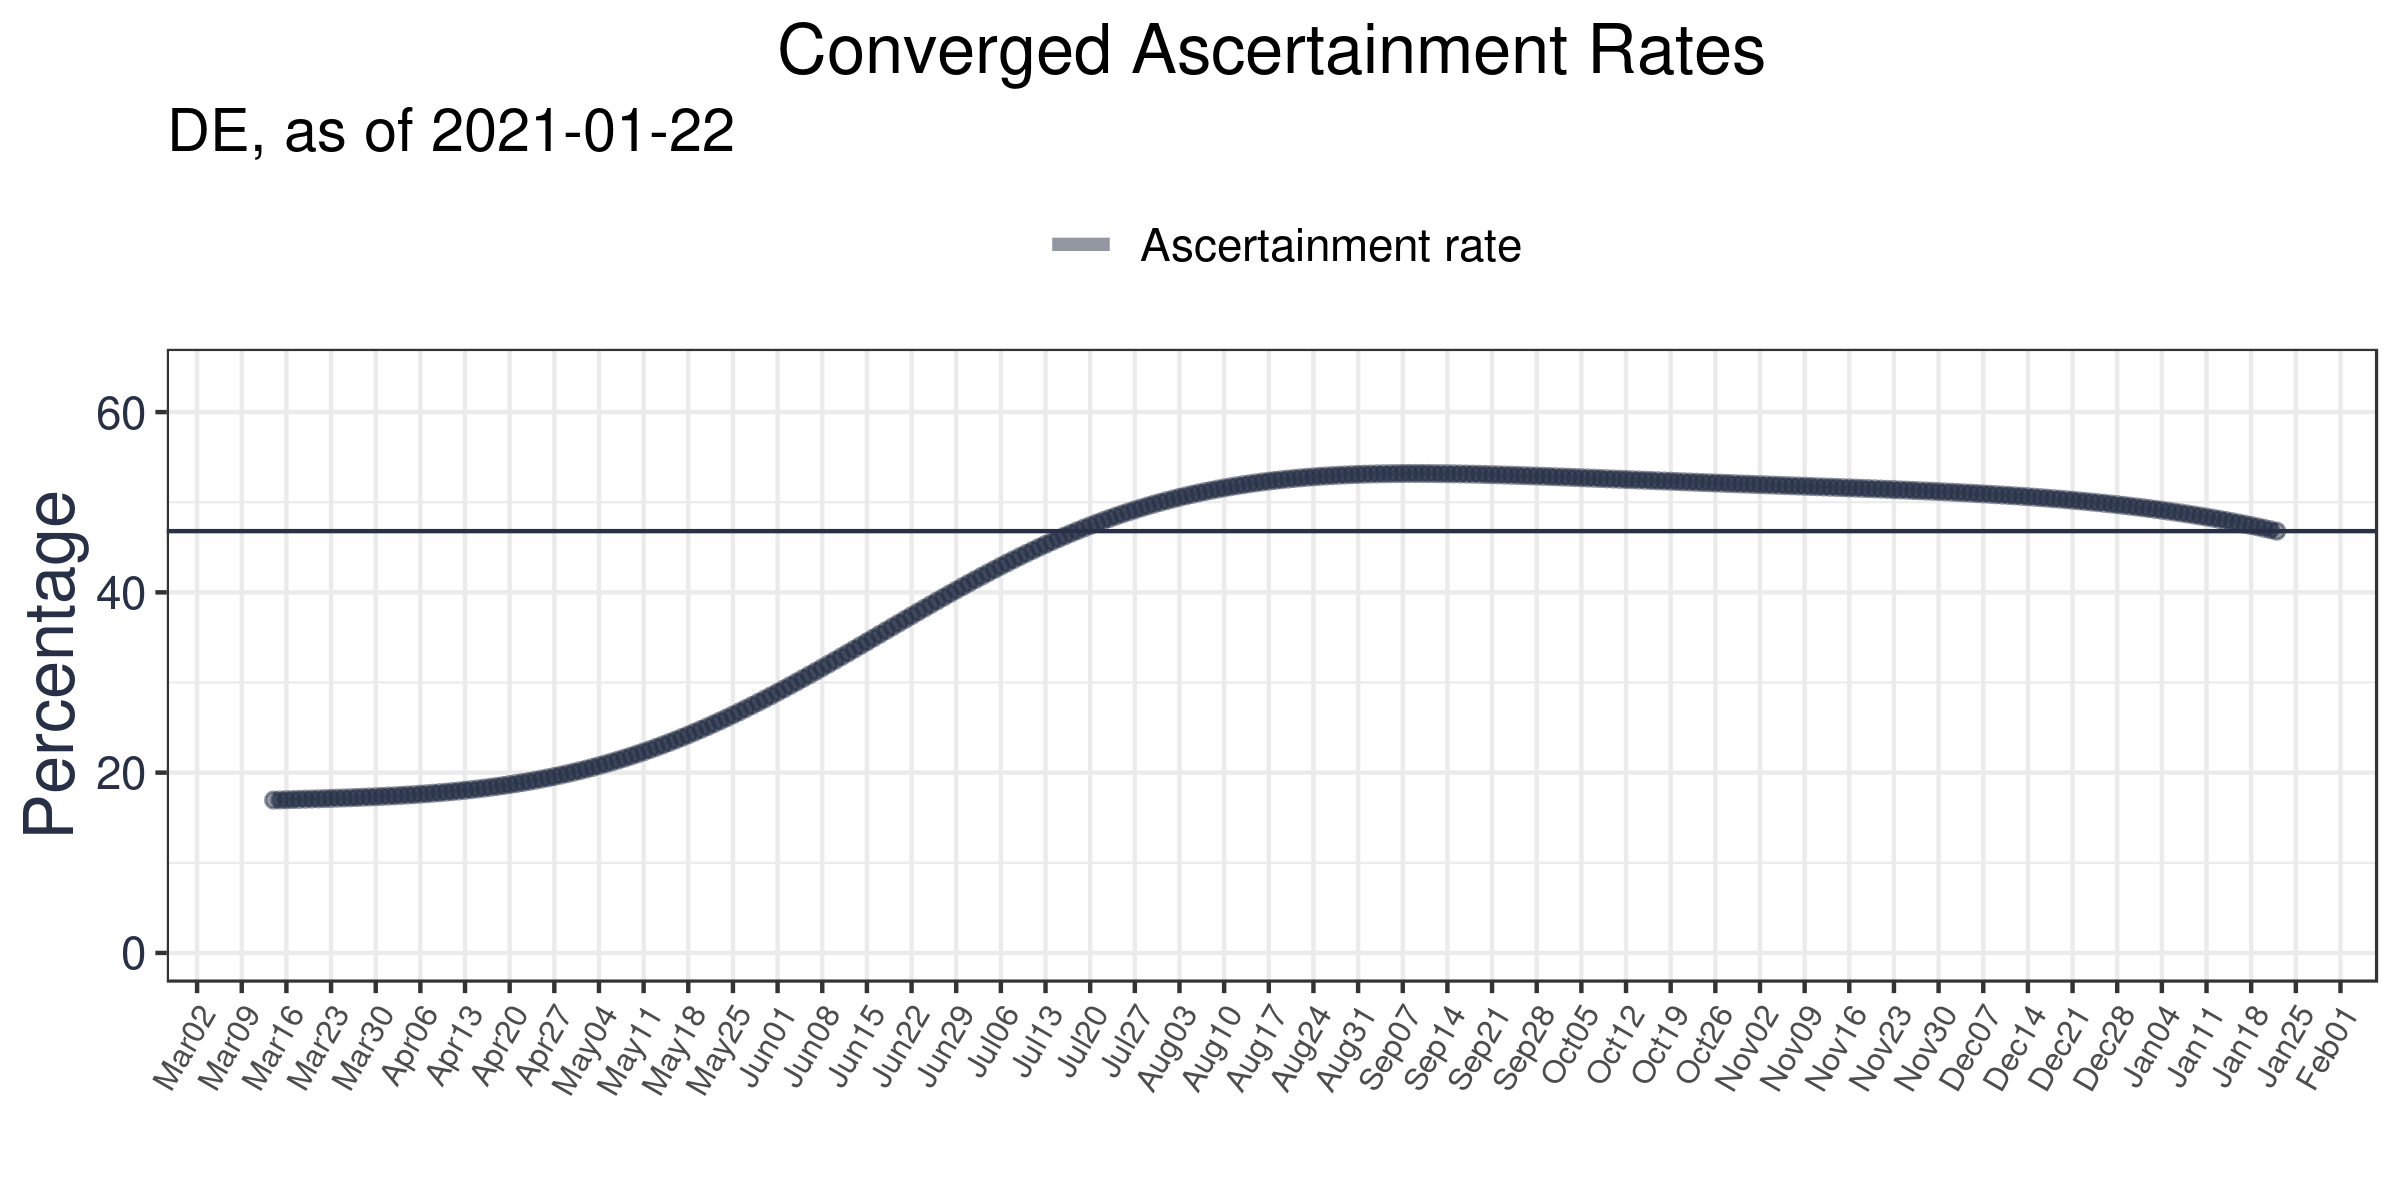 Converged Ascertainment Rates
DE, as of 2021-01-22
Ascertainment rate
Percentage
60
40
20
0
Mar02
Mar09
Mar16
Mar23
Mar30
Apr06
Apr13
Apr20
Apr27
May04
May11
May18
May25
Jun01
Jun08
Jun15
Jun22
Jun29
Jul06
Jul13
Jul20
Jul27
Aug03
Aug10
Aug17
Aug24
Aug31
Sep07
Sep14
Sep21
Sep28
Oct05
Oct12
Oct19
Oct26
Nov02
Nov09
Nov16
Nov23
Nov30
Dec07
Dec14
Dec21
Dec28
Jan04
Jan11
Jan18
Jan25
Feb01